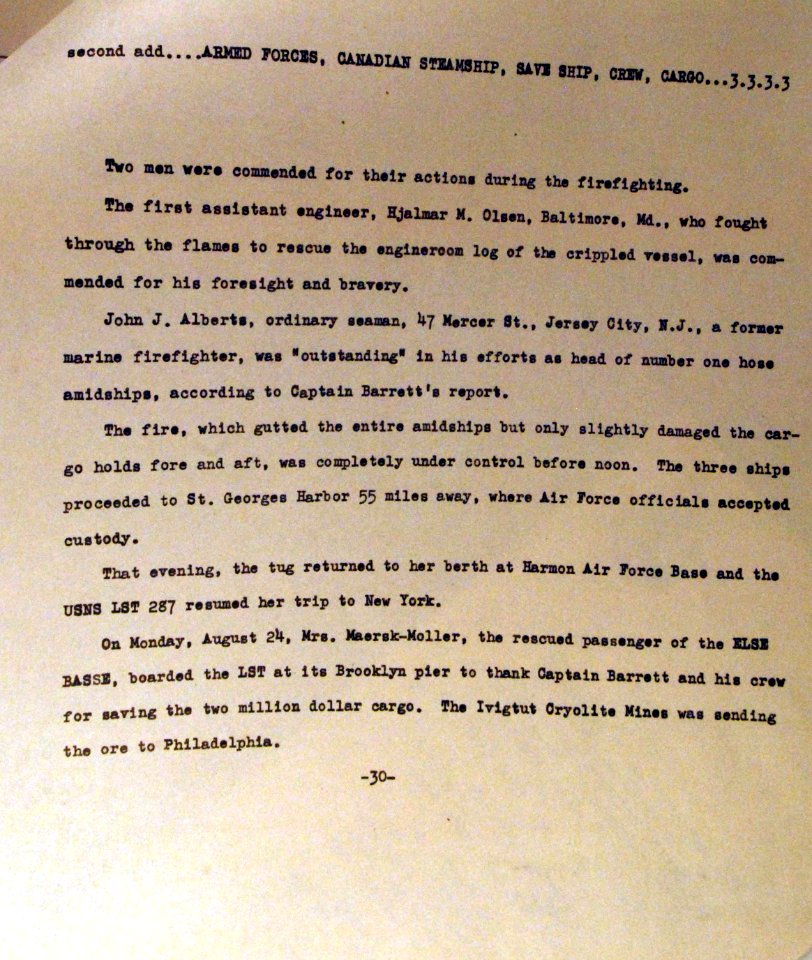 second add....ARMED FORCES, CANADIAN STEAMSHIP, SAVE SHIP, CREW, CARGO...3.3.3.3
Two men were commended for their actions during the firefighting.
The first assistant engineer, Hjalmar M. Olsen, Baltimore, Md., who fought
through the flames to rescue the engineroom log of the crippled vessel, was com-
mended for his foresight and bravery.
John J. Alberts, ordinary seaman, 47 Mercer St., Jersey City, N.J., a former
marine firefighter, was "outstanding" in his efforts as head of number one hose
amidships, according to Captain Barrett's report.
The fire, which gutted the entire amidships but only slightly damaged the car-
go holds fore and aft, was completely under control before noon. The three ships
proceeded to St. Georges Harbor 55 miles away, where Air Force officials accepted
custody.
That evening, the tug returned to her berth at Harmon Air Force Base and the
USNS LST 287 resumed her trip to New York.
On Monday, August 24, Mrs. Maersk-Moller, the rescued passenger of the ELSE
BASSE, boarded the LST at its Brooklyn pier to thank Captain Barrett and his crew
for saving the two million dollar cargo. The Ivigtut Cryolite Mines was sending
the ore to Philadelphia.
-30-